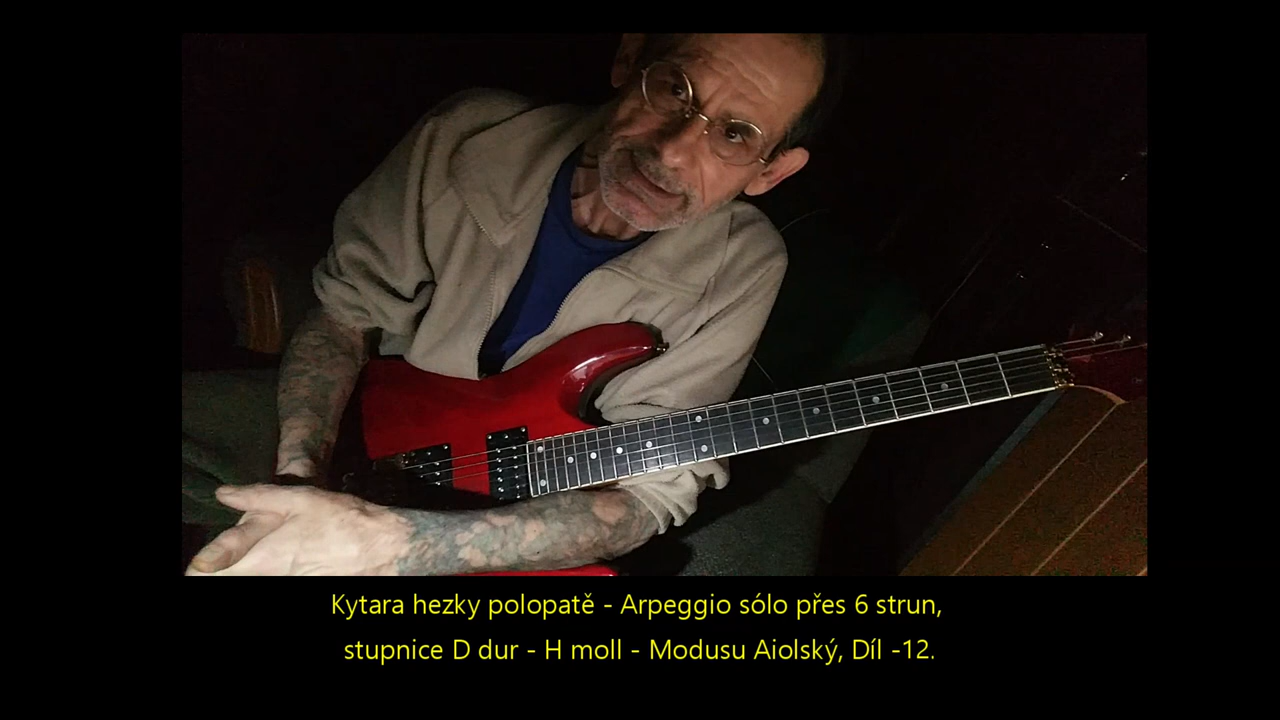 Kytara hezky polopatě - Arpeggio sólo přes 6 strun,
stupnice D dur - H moll - Modusu Aiolský, Díl -12.